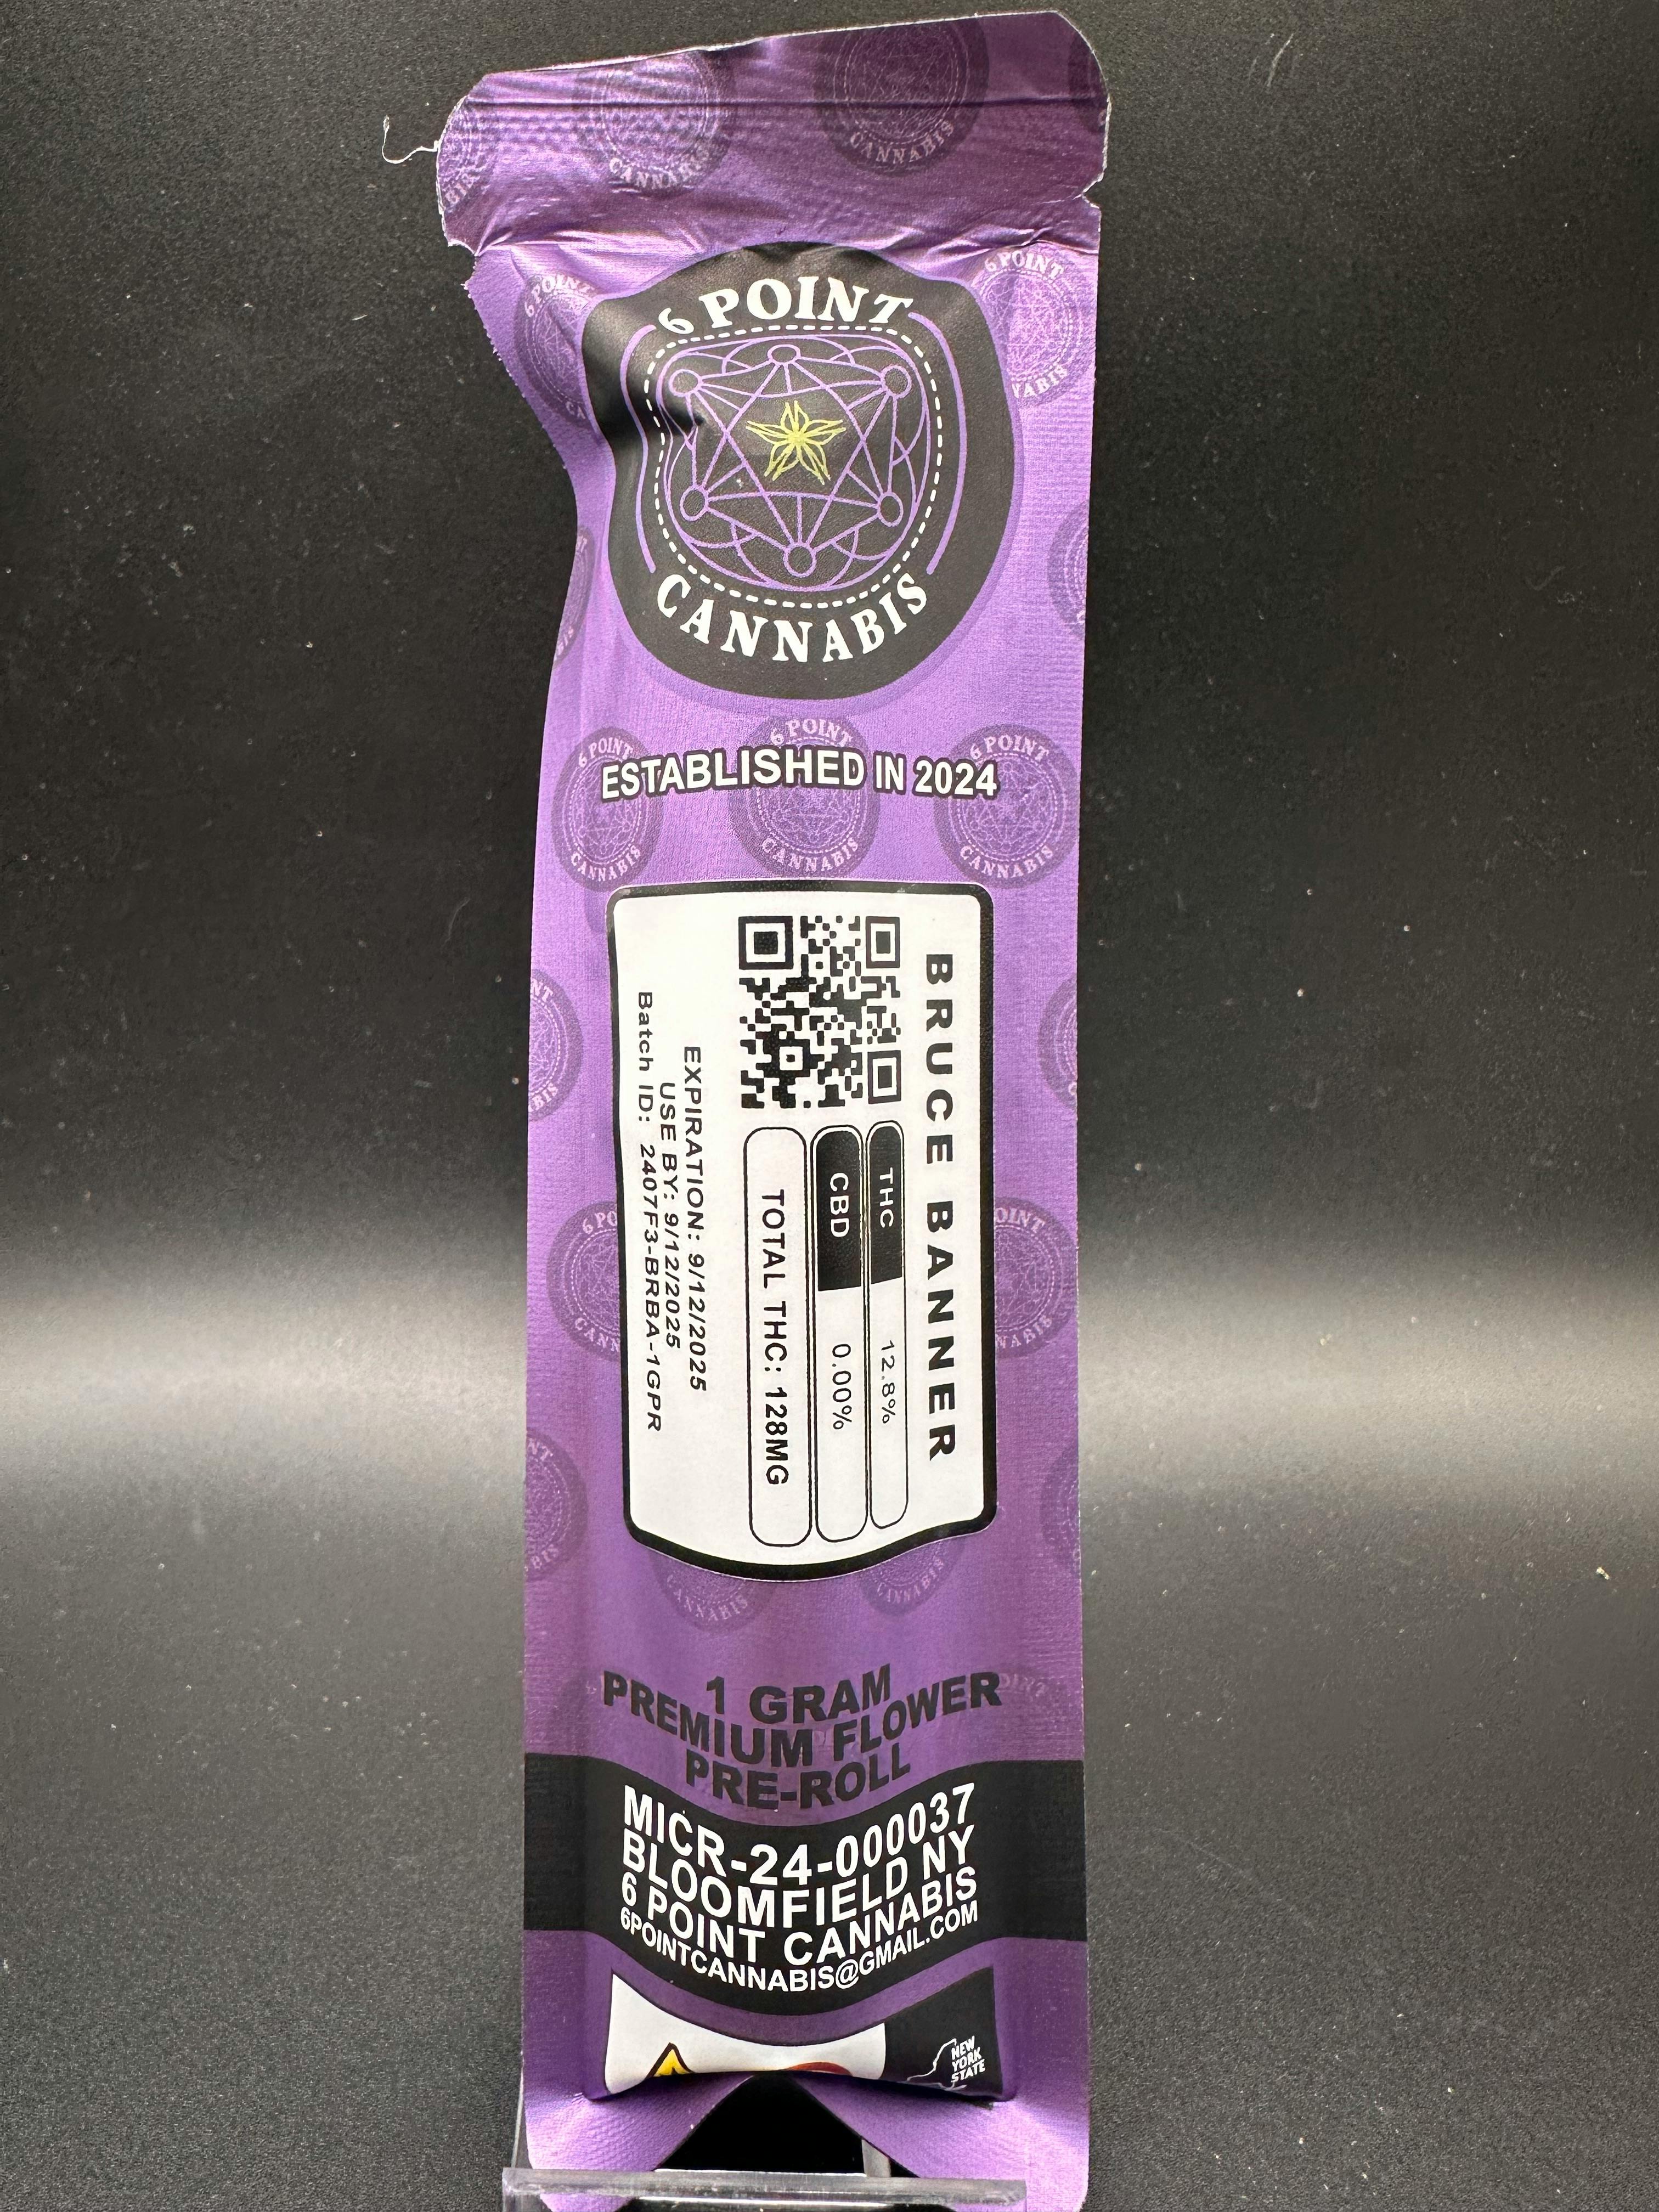 6 POINT
CANNABIS
ESTABLISHED IN 2024
BRUCE BANNER
THC 12.8%
CBD 0.00%
TOTAL THC: 128MG
EXPIRATION: 9/12/2025
USE BY: 9/12/2025
Batch ID: 2407F3-BRBA-1GPR
1 GRAM
PREMIUM FLOWER
PRE-ROLL
MICR-24-000037
BLOOMFIELD NY
6 POINT CANNABIS
6POINTCANNABIS@GMAIL.COM
NEW
YORK
STATE